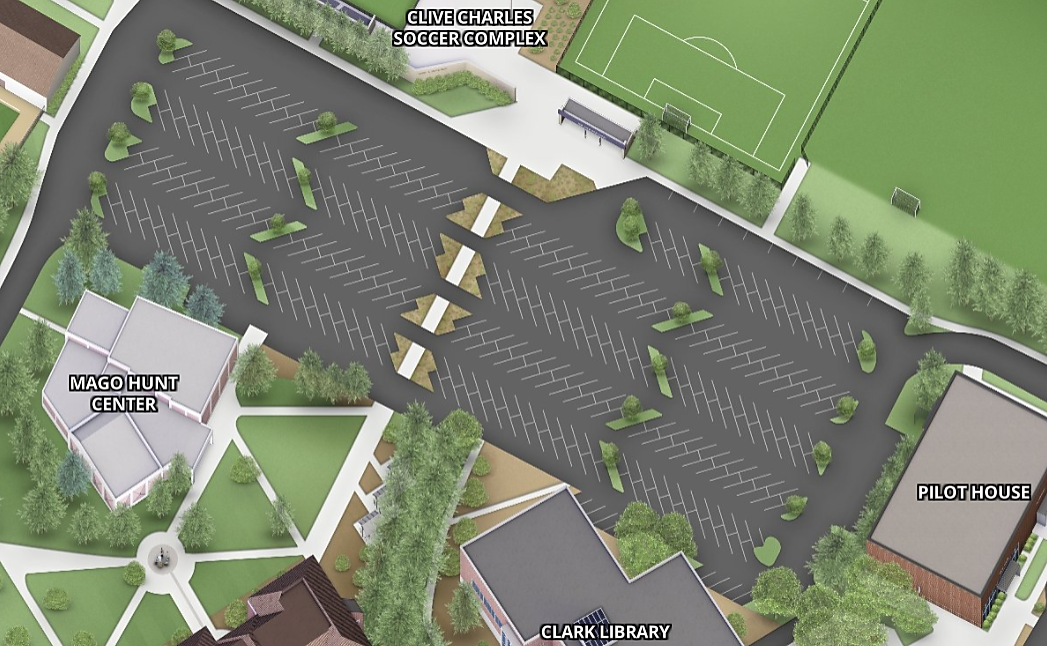 CLIVE CHARLES
SOCCER COMPLEX
MAGO HUNT
CENTER
PILOT HOUSE
CLARK LIBRARY